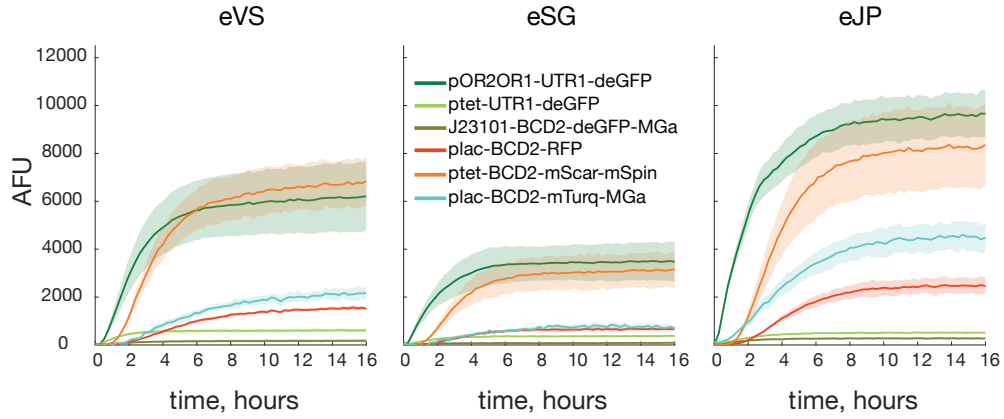 eVS eSG eJP
12000
10000
8000
6000
4000
2000
0
AFU
pOR2OR1-UTR1-deGFP
ptet-UTR1-deGFP
J23101-BCD2-deGFP-MGa
plac-BCD2-RFP
ptet-BCD2-mScar-mSpin
plac-BCD2-mTurq-MGa
0 2 4 6 8 10 12 14 16
0 2 4 6 8 10 12 14 16
0 2 4 6 8 10 12 14 16
time, hours time, hours time, hours